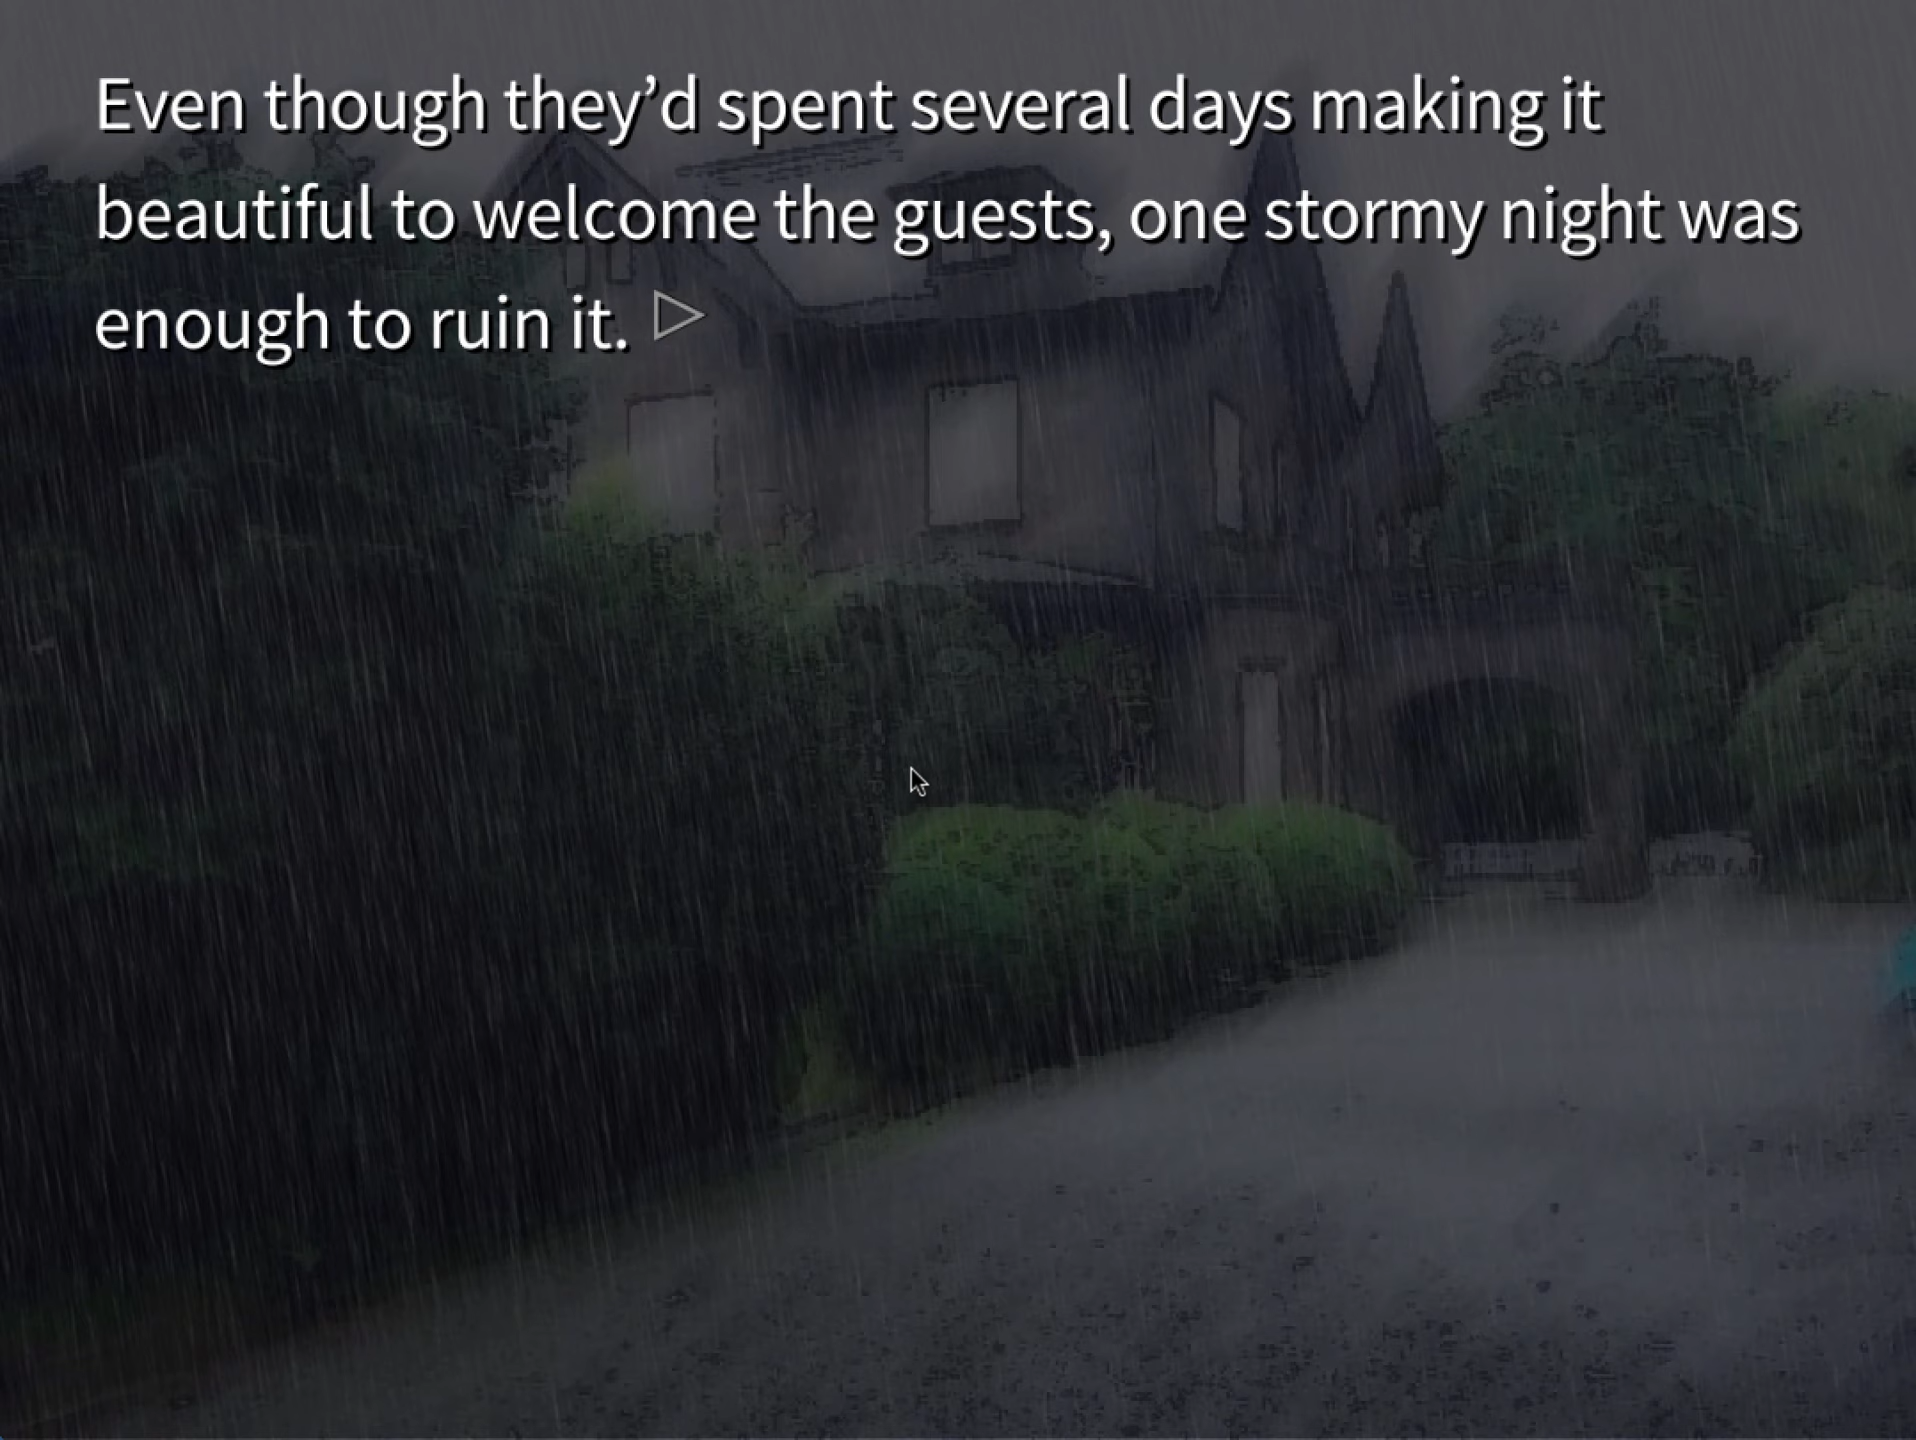 Even though they’d spent several days making it
beautiful to welcome the guests, one stormy night was
enough to ruin it.